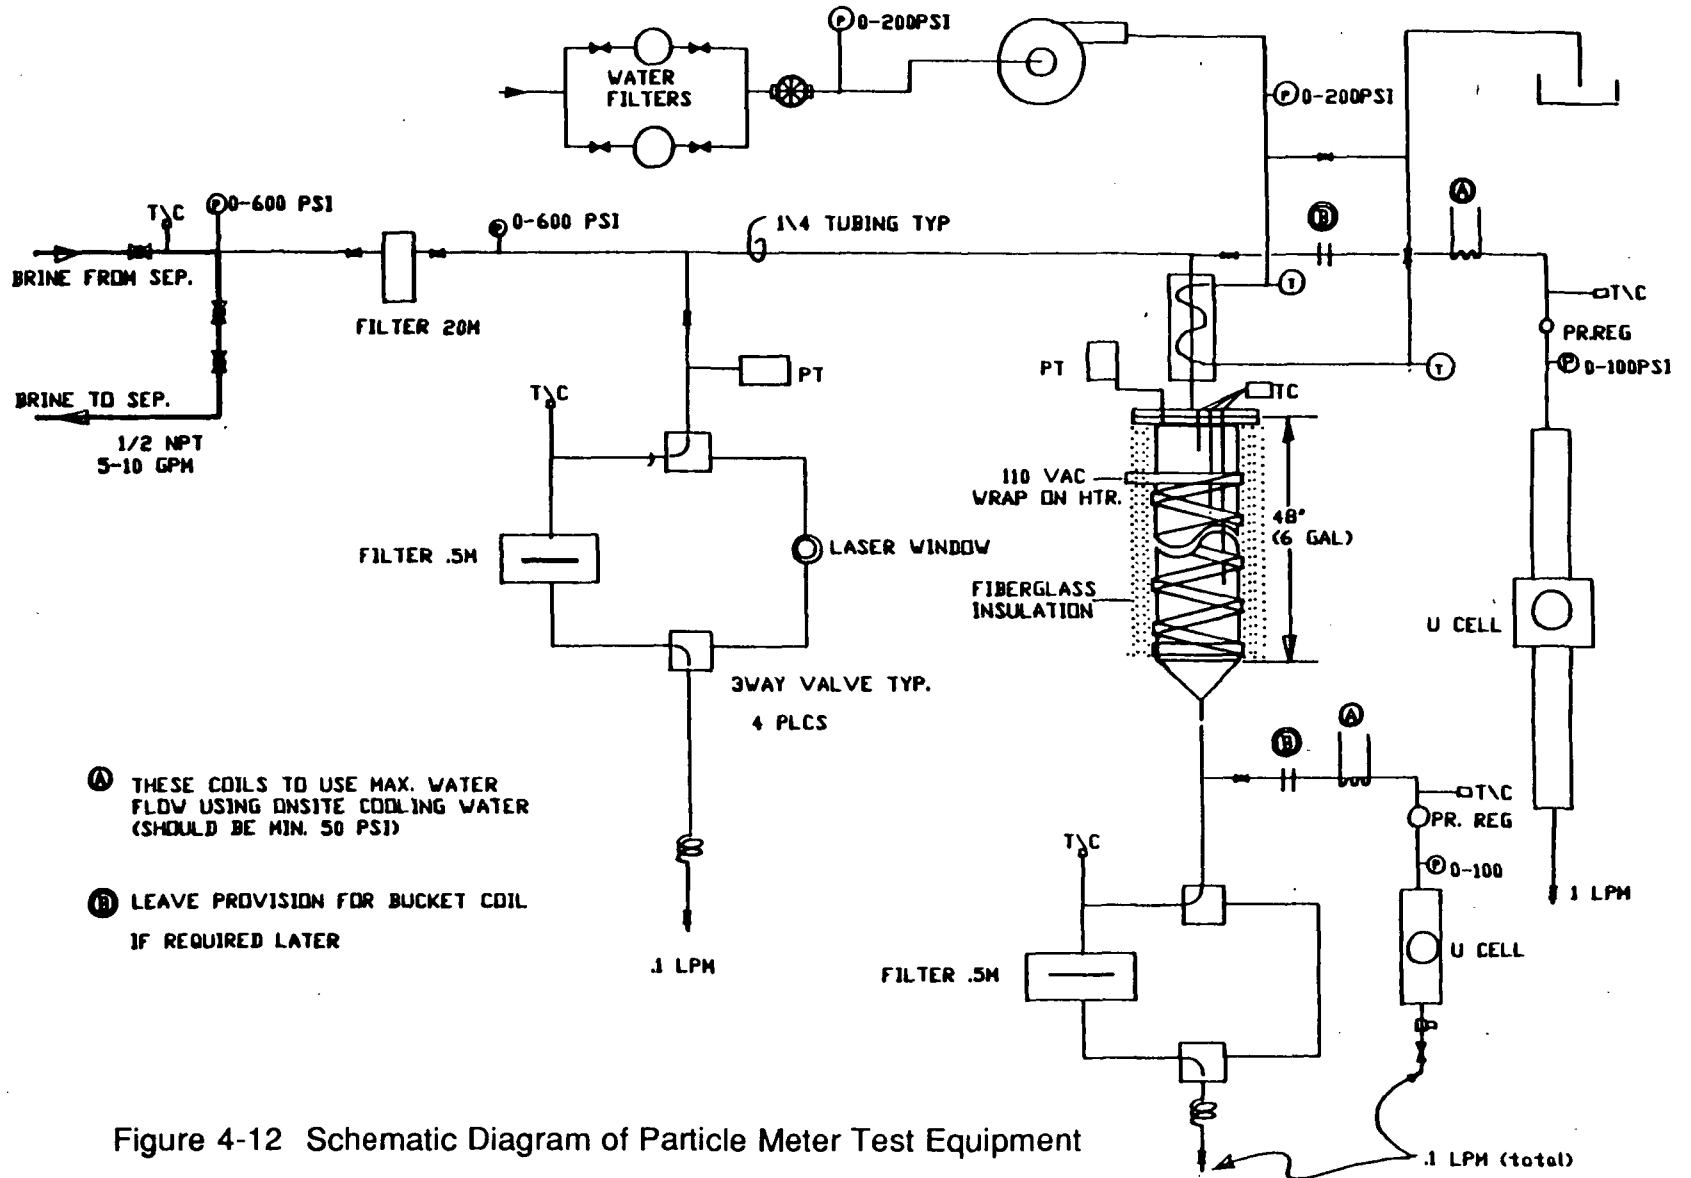 P 0-200PSI
WATER
FILTERS
P 0-200PSI
A
T\C
P 0-600 PSI
P 0-600 PSI
1\4 TUBING TYP
B
BRINE FROM SEP.
T
T\C
FILTER 20M
PR.REG
PT
PT
P 0-100PSI
T
BRINE TO SEP.
T\C
TC
1/2 NPT
5-10 GPM
110 VAC
WRAP ON HTR.
48"
(6 GAL)
FILTER .5M
LASER WINDOW
FIBERGLASS
INSULATION
U CELL
3WAY VALVE TYP.
4 PLCS
A
B
A THESE COILS TO USE MAX. WATER
FLOW USING ONSITE COOLING WATER
(SHOULD BE MIN. 50 PSI)
T\C
PR. REG
T\C
P 0-100
B LEAVE PROVISION FOR BUCKET COIL
IF REQUIRED LATER
.1 LPM
1 LPM
FILTER .5M
U CELL
Figure 4-12 Schematic Diagram of Particle Meter Test Equipment
.1 LPM (total)